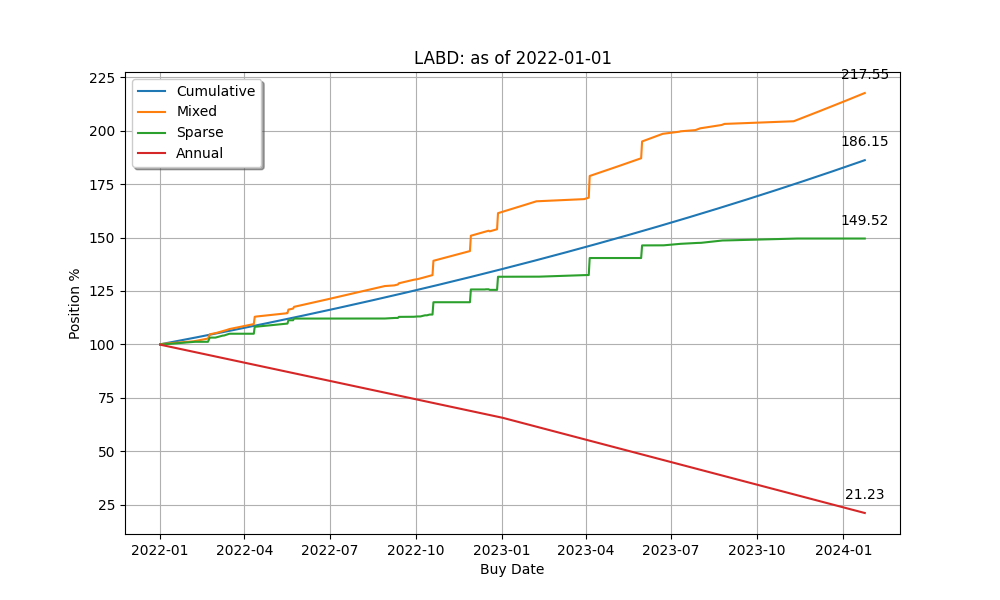 LABD: as of 2022-01-01
217.55
225
Cumulative
Mixed
Sparse
Annual
200
186.15
175
149.52
150
125
100
75
50
25
21.23
Position %
2022-01 2022-04 2022-07 2022-10 2023-01 2023-04 2023-07 2023-10 2024-01
Buy Date